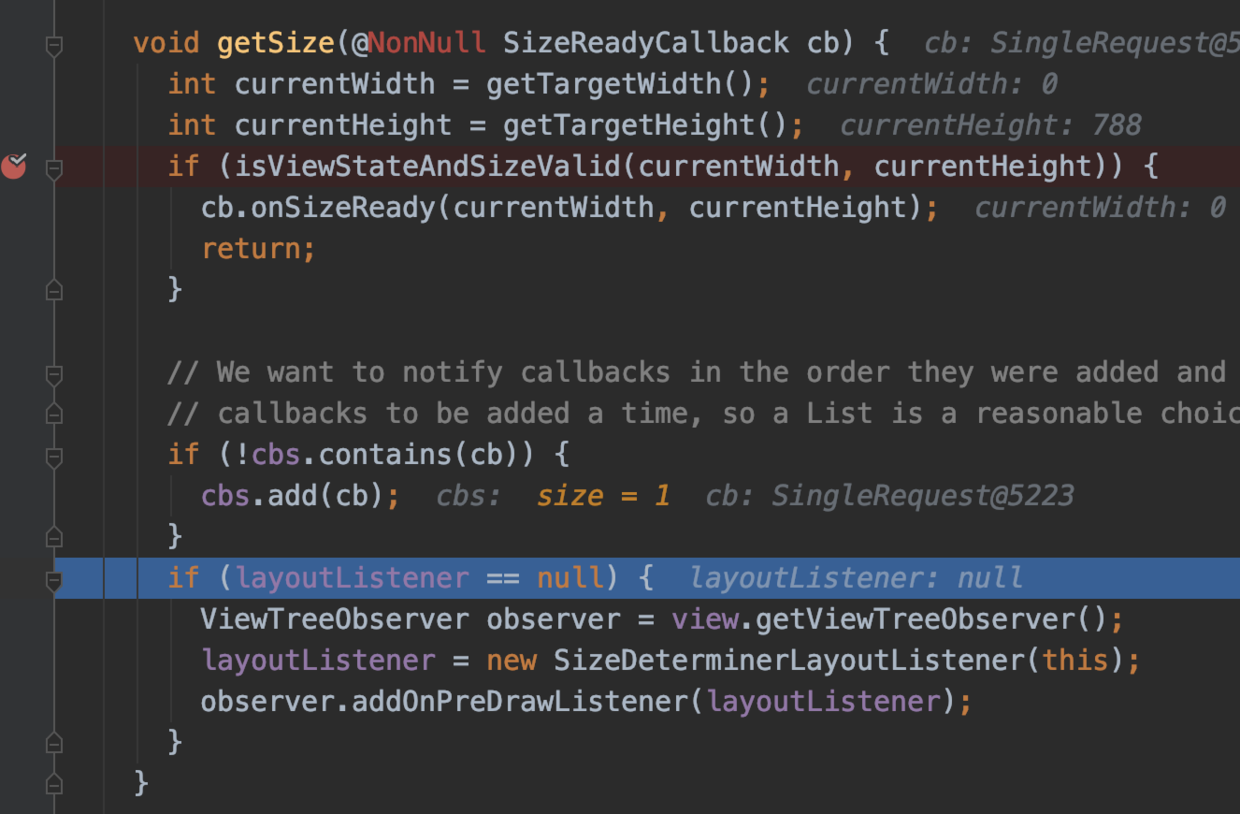 void getSize(@NonNull SizeReadyCallback cb) { cb: SingleRequest@5
int currentWidth = getTargetWidth(); currentWidth: 0
int currentHeight = getTargetHeight(); currentHeight: 788
if (isViewStateAndSizeValid(currentWidth, currentHeight)) {
cb.onSizeReady(currentWidth, currentHeight); currentWidth: 0
return;
}
// We want to notify callbacks in the order they were added and
// callbacks to be added a time, so a List is a reasonable choic
if (!cbs.contains(cb)) {
cbs.add(cb); cbs: size = 1 cb: SingleRequest@5223
}
if (layoutListener == null) { layoutListener: null
ViewTreeObserver observer = view.getViewTreeObserver();
layoutListener = new SizeDeterminerLayoutListener(this);
observer.addOnPreDrawListener(layoutListener);
}
}